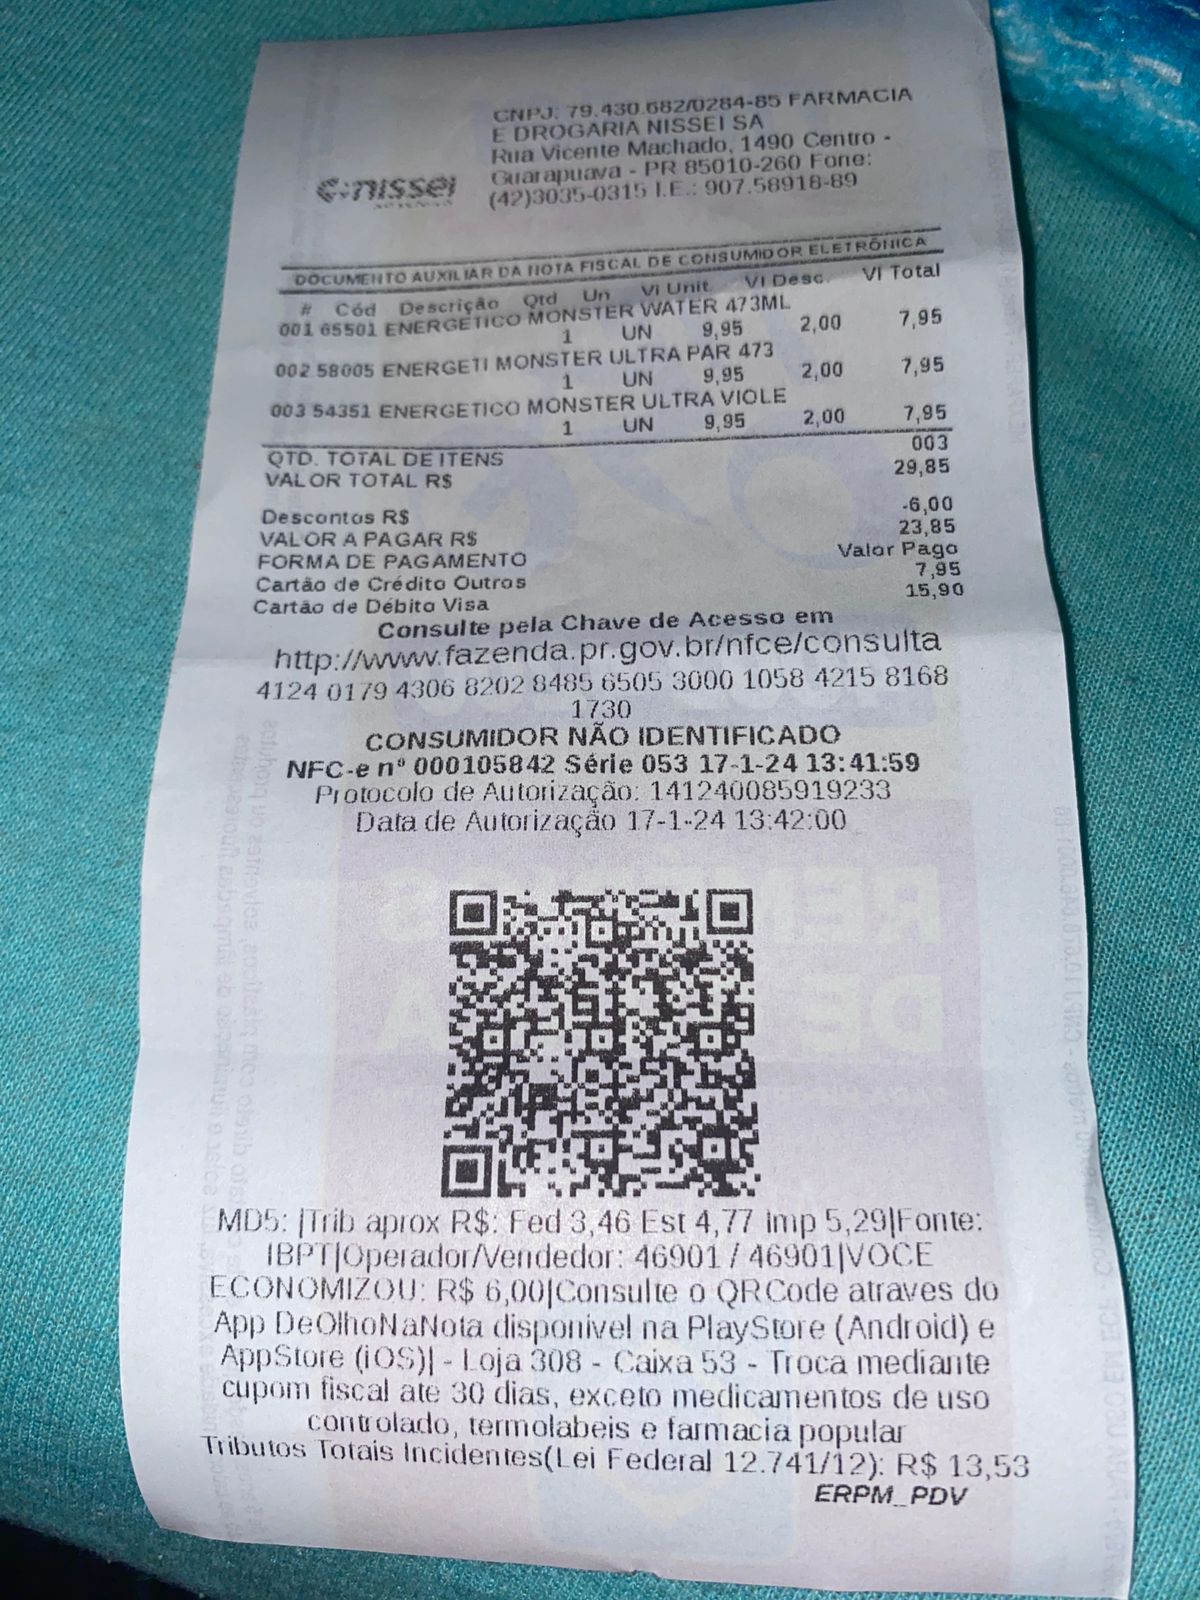 CNPJ: 79.430.682/0284-85 FARMACIA
E DROGARIA NISSEI SA
Rua Vicente Machado, 1490 Centro -
Guarapuava - PR 85010-260 Fone:
(42)3035-0315 I.E.: 907.58918-89
nissei
DOCUMENTO AUXILIAR DA NOTA FISCAL DE CONSUMIDOR ELETRÔNICA
# Cód Descrição Qtd Un Vl Unit. Vl Desc. Vl Total
001 65501 ENERGETICO MONSTER WATER 473ML
1 UN 9,95 2,00 7,95
002 58005 ENERGETI MONSTER ULTRA PAR 473
1 UN 9,95 2,00 7,95
003 54351 ENERGETICO MONSTER ULTRA VIOLE
1 UN 9,95 2,00 7,95
QTD. TOTAL DE ITENS 003
VALOR TOTAL R$ 29,85
Descontos R$ -6,00
VALOR A PAGAR R$ 23,85
FORMA DE PAGAMENTO Valor Pago
Cartão de Crédito Outros 7,95
Cartão de Débito Visa 15,90
Consulte pela Chave de Acesso em
http://www.fazenda.pr.gov.br/nfce/consulta
4124 0179 4306 8202 8485 6505 3000 1058 4215 8168
1730
CONSUMIDOR NÃO IDENTIFICADO
NFC-e nº 000105842 Série 053 17-1-24 13:41:59
Protocolo de Autorização: 141240085919233
Data de Autorização 17-1-24 13:42:00
MD5: |Trib aprox R$: Fed 3,46 Est 4,77 Imp 5,29|Fonte:
IBPT|Operador/Vendedor: 46901 / 46901|VOCE
ECONOMIZOU: R$ 6,00|Consulte o QRCode atraves do
App DeOlhoNaNota disponivel na PlayStore (Android) e
AppStore (iOS)| - Loja 308 - Caixa 53 - Troca mediante
cupom fiscal ate 30 dias, exceto medicamentos de uso
controlado, termolabeis e farmacia popular
Tributos Totais Incidentes(Lei Federal 12.741/12): R$ 13,53
ERPM_PDV